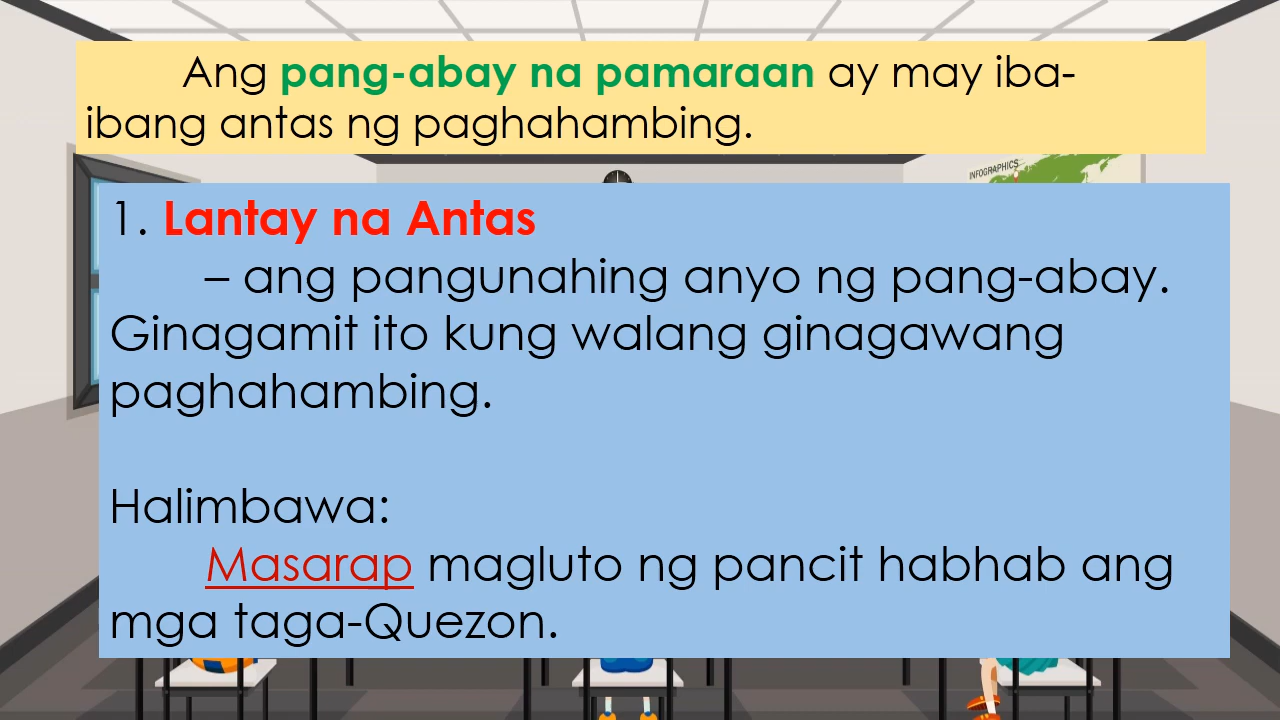 Ang pang-abay na pamaraan ay may iba-
ibang antas ng paghahambing.
INFOGRAPHICS
1. Lantay na Antas
– ang pangunahing anyo ng pang-abay.
Ginagamit ito kung walang ginagawang
paghahambing.
Halimbawa:
Masarap magluto ng pancit habhab ang
mga taga-Quezon.